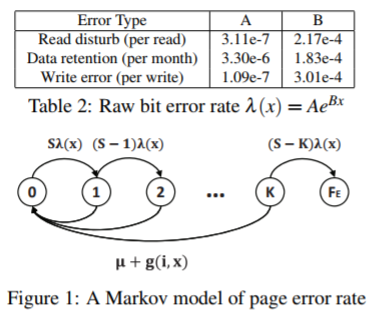 Error Type A B
Read disturb (per read) 3.11e-7 2.17e-4
Data retention (per month) 3.30e-6 1.83e-4
Write error (per write) 1.09e-7 3.01e-4
Table 2: Raw bit error rate λ(x) = Ae^{Bx}
Sλ(x) (S − 1)λ(x) (S − K)λ(x)
0 1 2 ... K F_E
μ + g(i, x)
Figure 1: A Markov model of page error rate